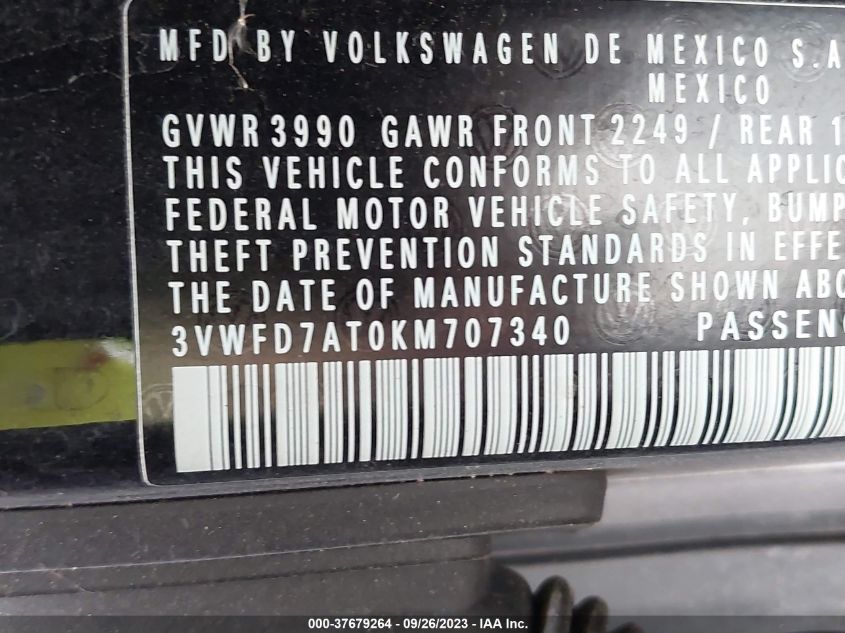 MFD BY VOLKSWAGEN DE MEXICO S.A
MEXICO
GVWR 3990 GAWR FRONT 2249 / REAR 1
THIS VEHICLE CONFORMS TO ALL APPLIC
FEDERAL MOTOR VEHICLE SAFETY, BUMP
THEFT PREVENTION STANDARDS IN EFFE
THE DATE OF MANUFACTURE SHOWN ABO
3VWFD7AT0KM707340 PASSEN
000-37679264 - 09/26/2023 - IAA Inc.